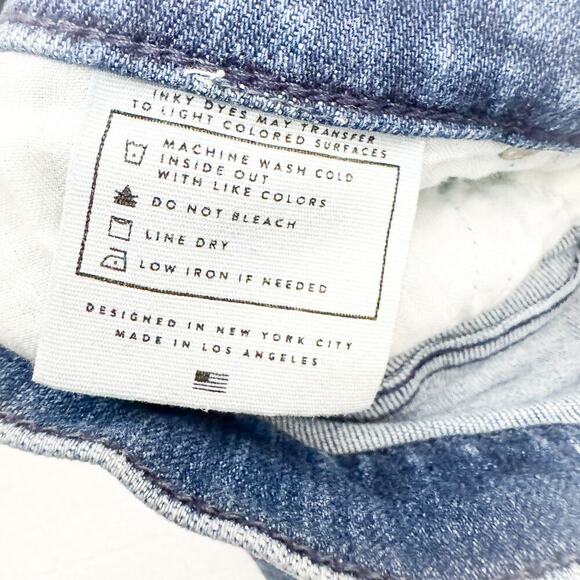 INKY DYES MAY TRANSFER
TO LIGHT COLORED SURFACES
MACHINE WASH COLD
INSIDE OUT
WITH LIKE COLORS
DO NOT BLEACH
LINE DRY
LOW IRON IF NEEDED
DESIGNED IN NEW YORK CITY
MADE IN LOS ANGELES